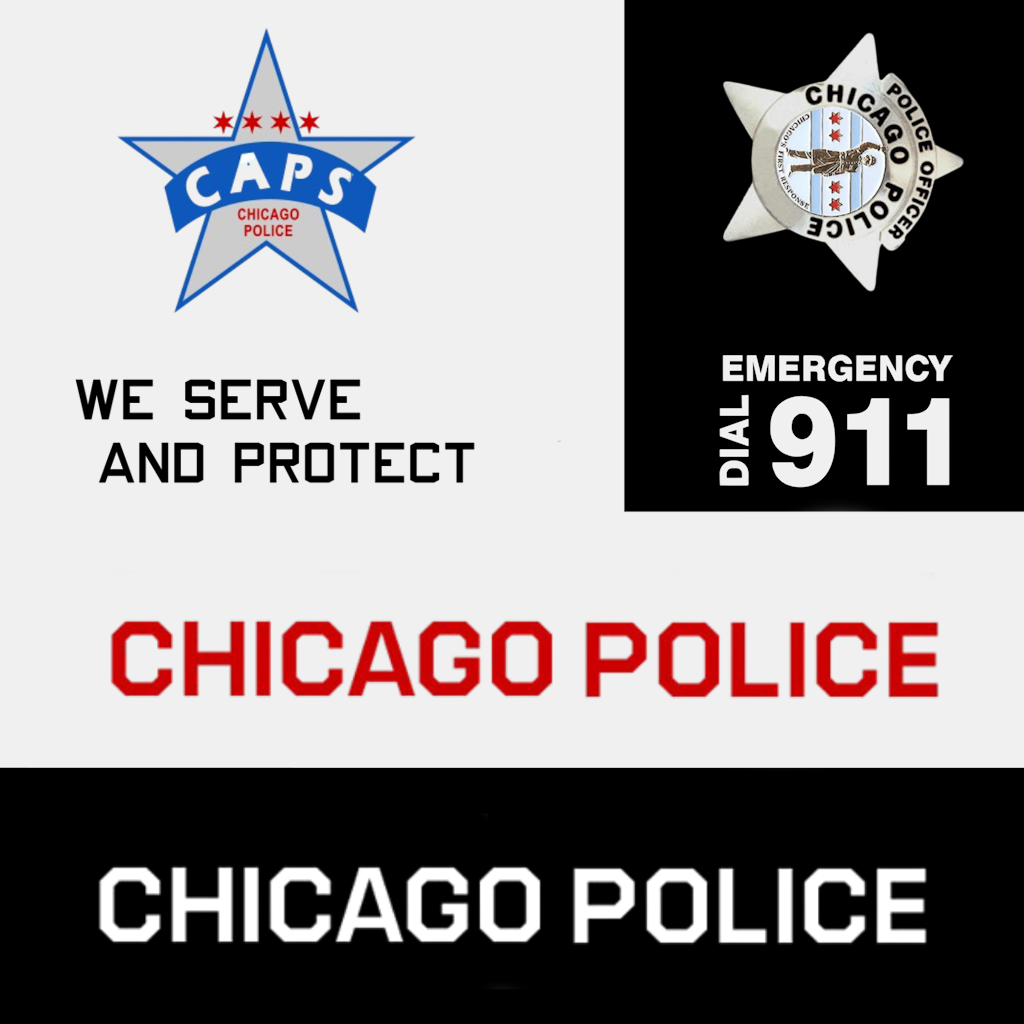 CAPS
CHICAGO
POLICE
WE SERVE
AND PROTECT
CHICAGO POLICE
POLICE OFFICER
CHICAGO'S FIRST RESPONSE
EMERGENCY
DIAL
911
CHICAGO POLICE
CHICAGO POLICE